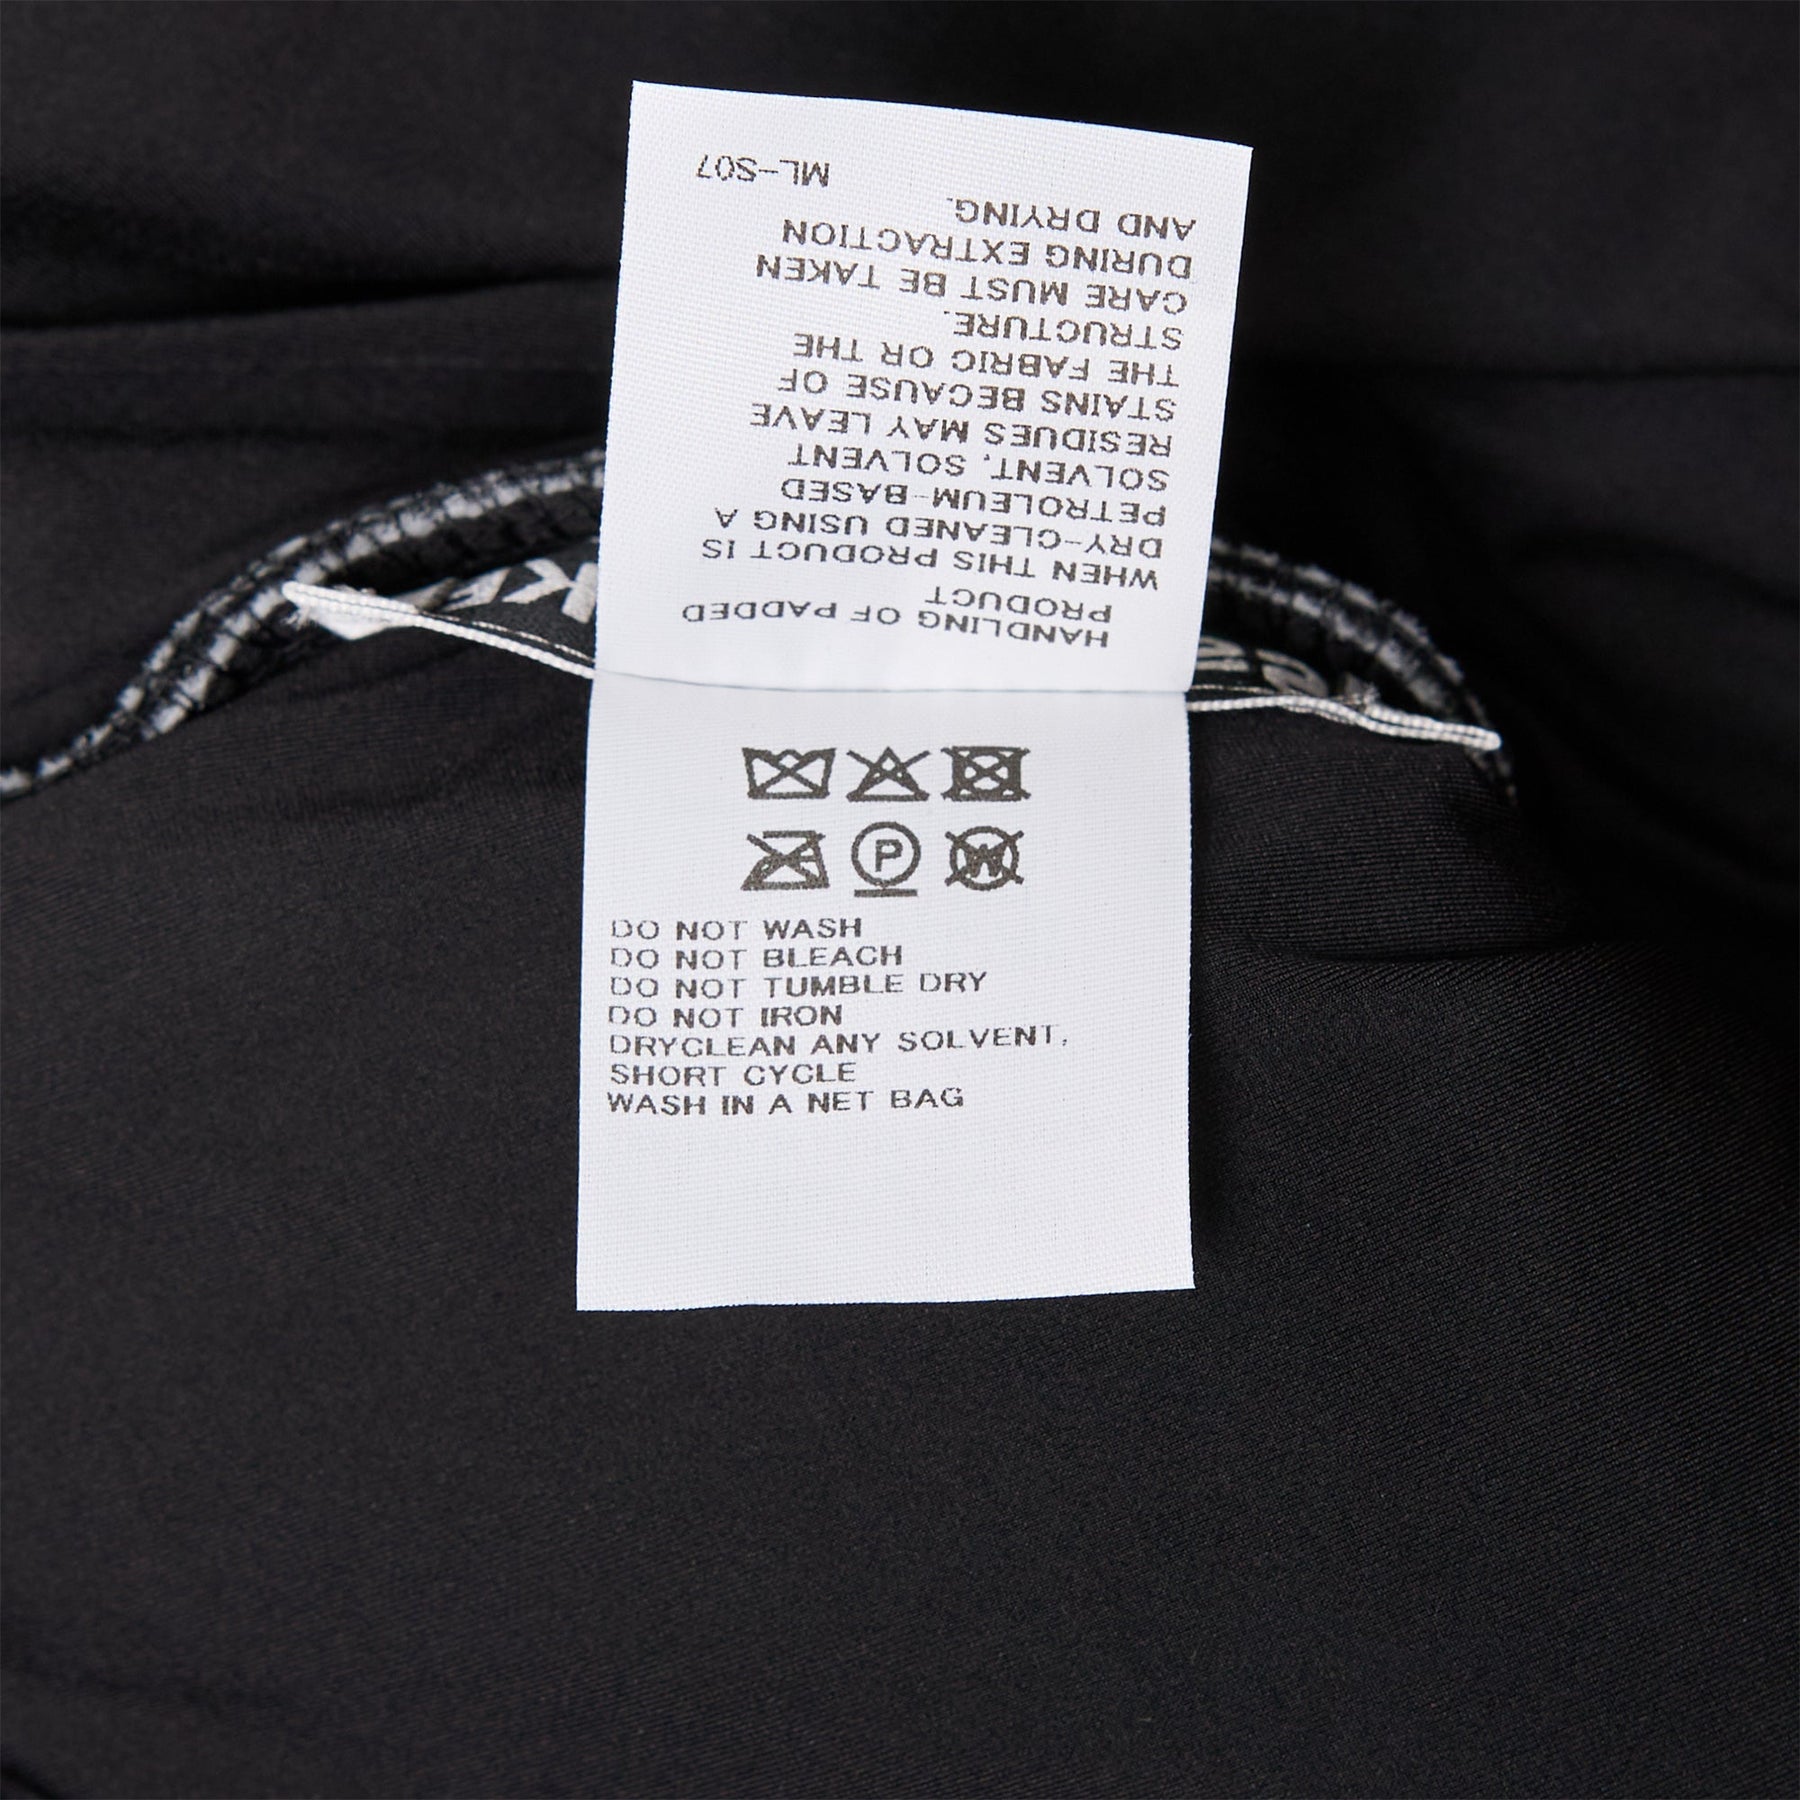 HANDLING OF PADDED
PRODUCT
WHEN THIS PRODUCT IS
DRY-CLEANED USING A
PETROLEUM-BASED
SOLVENT, SOLVENT
RESIDUES MAY LEAVE
STAINS BECAUSE OF
THE FABRIC OR THE
STRUCTURE.
CARE MUST BE TAKEN
DURING EXTRACTION
AND DRYING.
ML-S07
P
W
DO NOT WASH
DO NOT BLEACH
DO NOT TUMBLE DRY
DO NOT IRON
DRYCLEAN ANY SOLVENT,
SHORT CYCLE
WASH IN A NET BAG